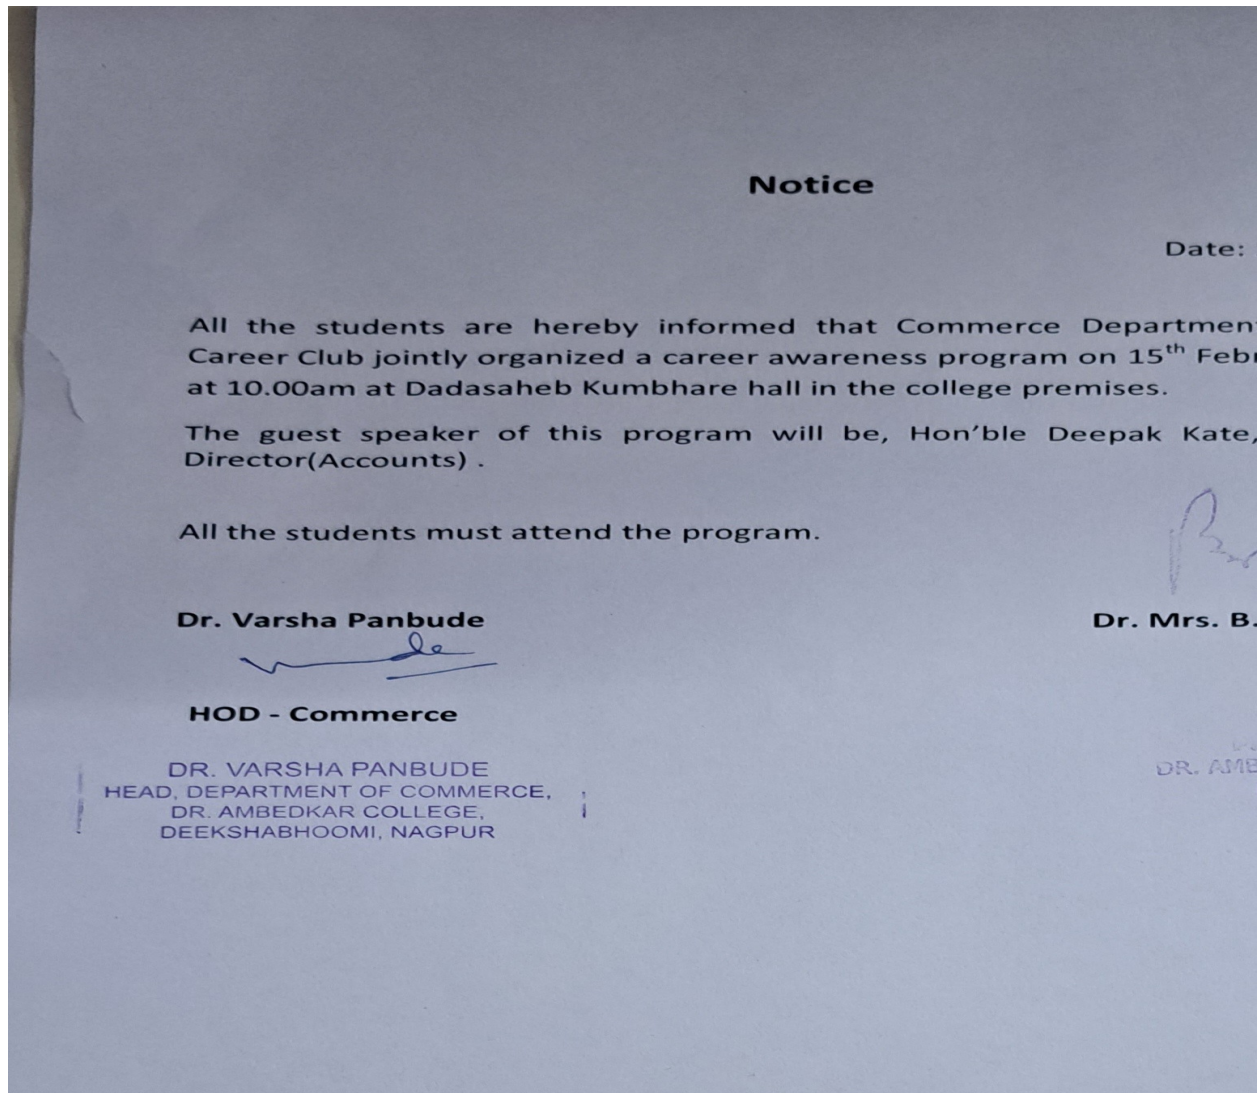 Notice
Date:
All the students are hereby informed that Commerce Department
Career Club jointly organized a career awareness program on 15th Febr
at 10.00am at Dadasaheb Kumbhare hall in the college premises.
The guest speaker of this program will be, Hon'ble Deepak Kate,
Director(Accounts) .
All the students must attend the program.
Dr. Varsha Panbude
Dr. Mrs. B.
HOD - Commerce
DR. VARSHA PANBUDE
HEAD, DEPARTMENT OF COMMERCE,
DR. AMBEDKAR COLLEGE,
DEEKSHABHOOMI, NAGPUR
DR. AMB